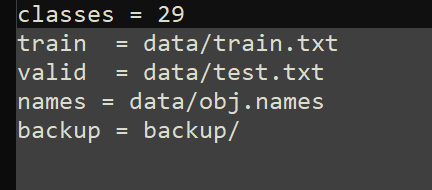 classes = 29
train  = data/train.txt
valid  = data/test.txt
names = data/obj.names
backup = backup/